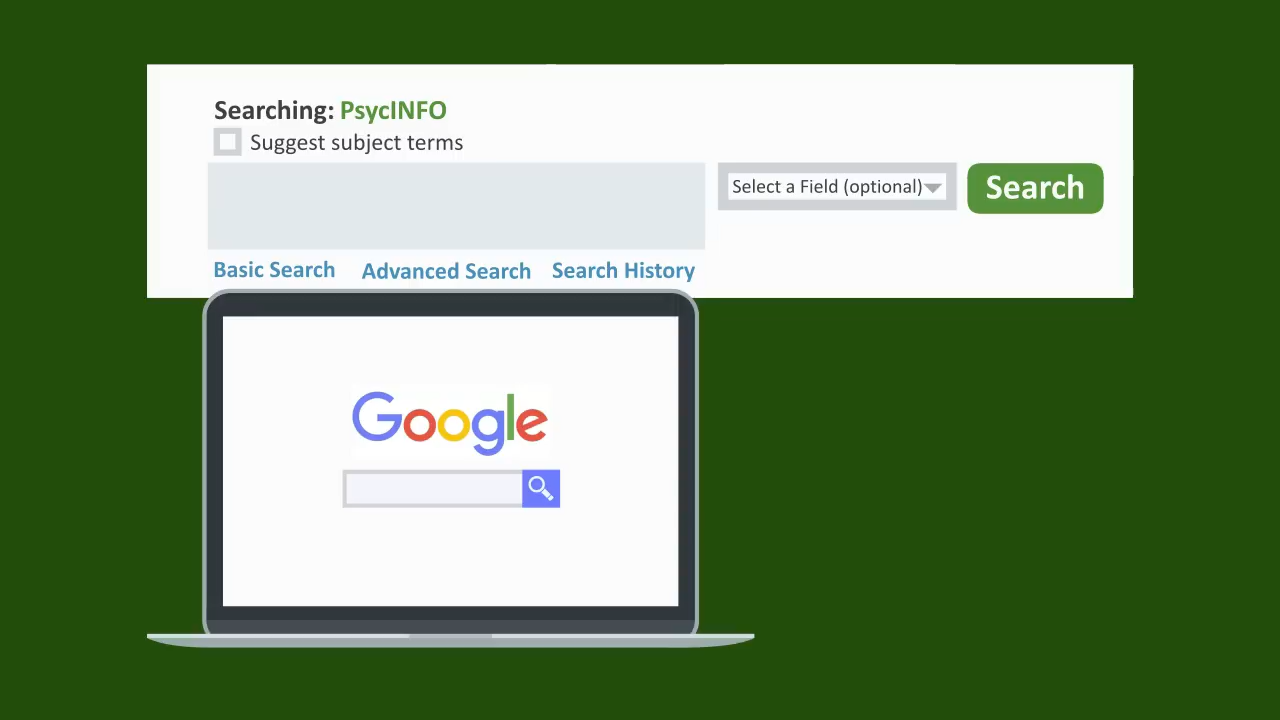 Searching: PsycINFO
Suggest subject terms
Select a Field (optional)
Search
Basic Search Advanced Search Search History
Google